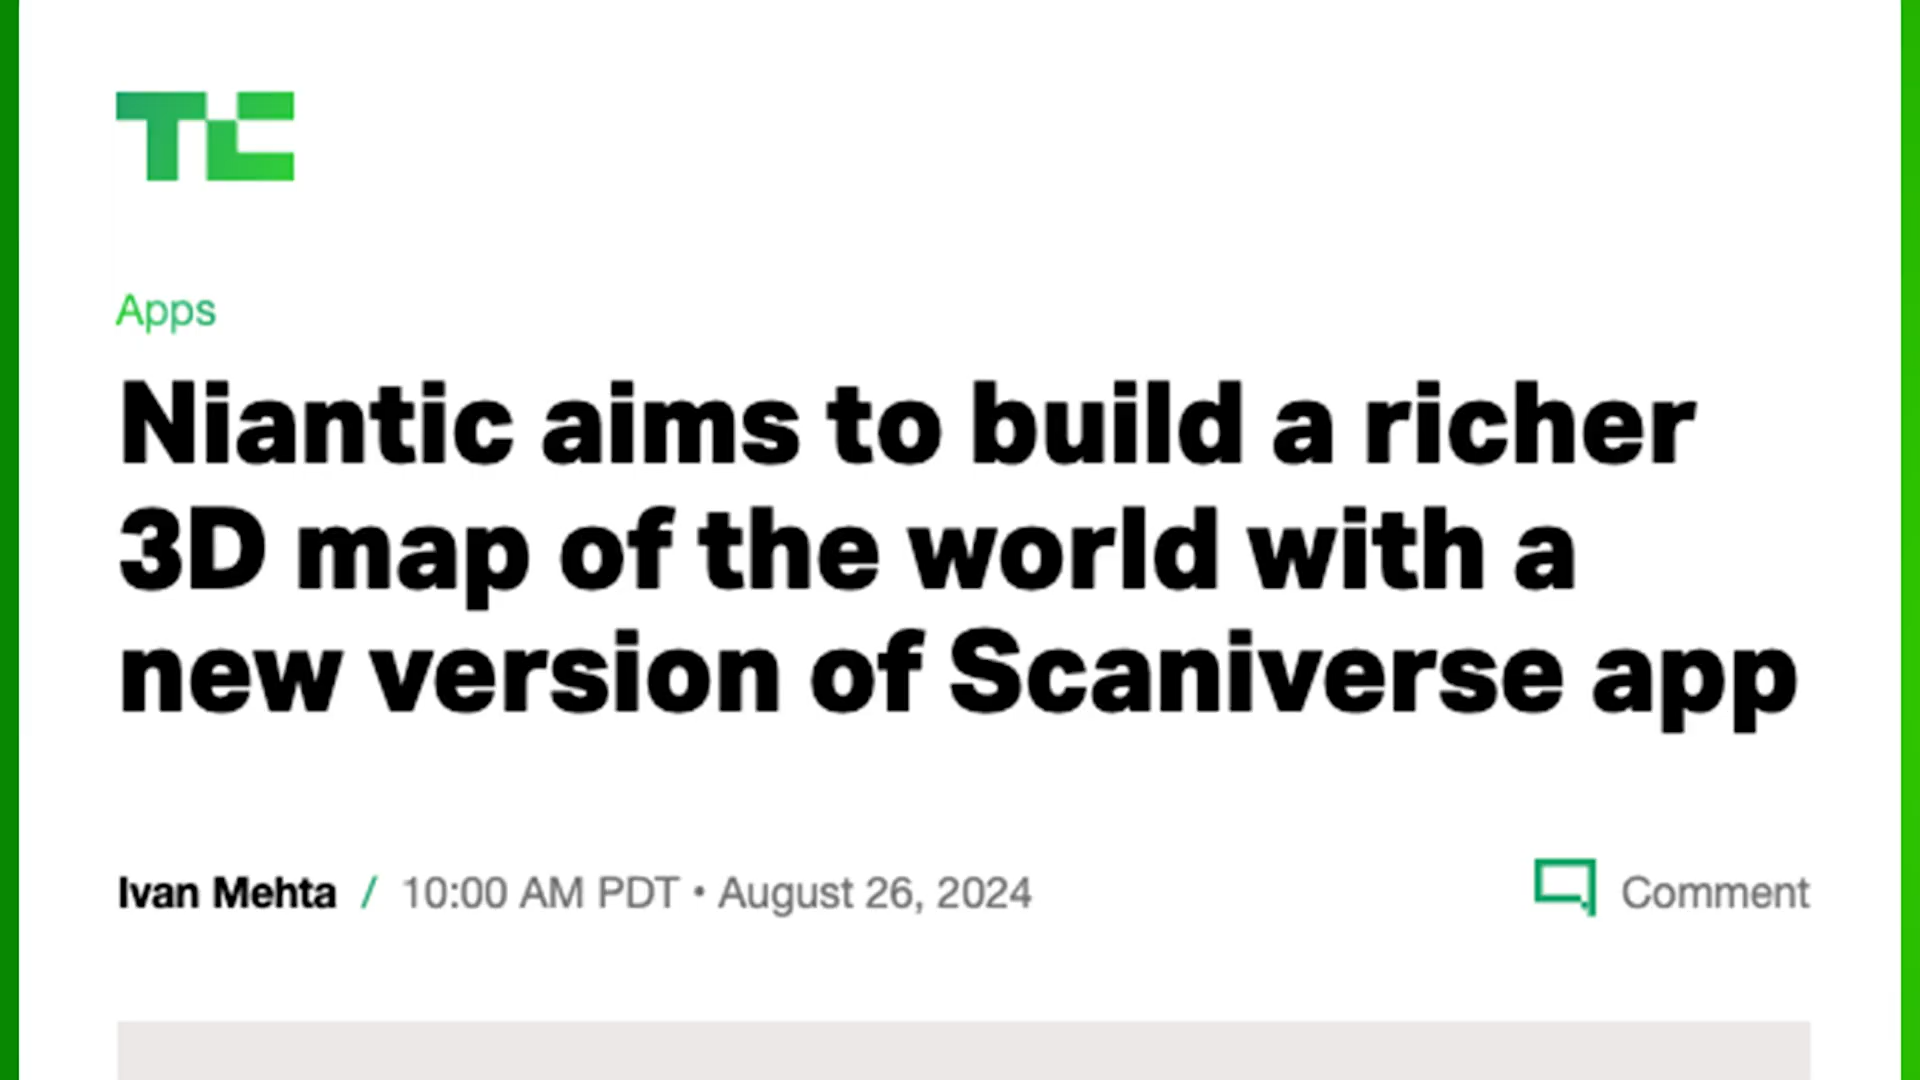 TC
Apps
Niantic aims to build a richer
3D map of the world with a
new version of Scaniverse app
Ivan Mehta / 10:00 AM PDT • August 26, 2024
Comment